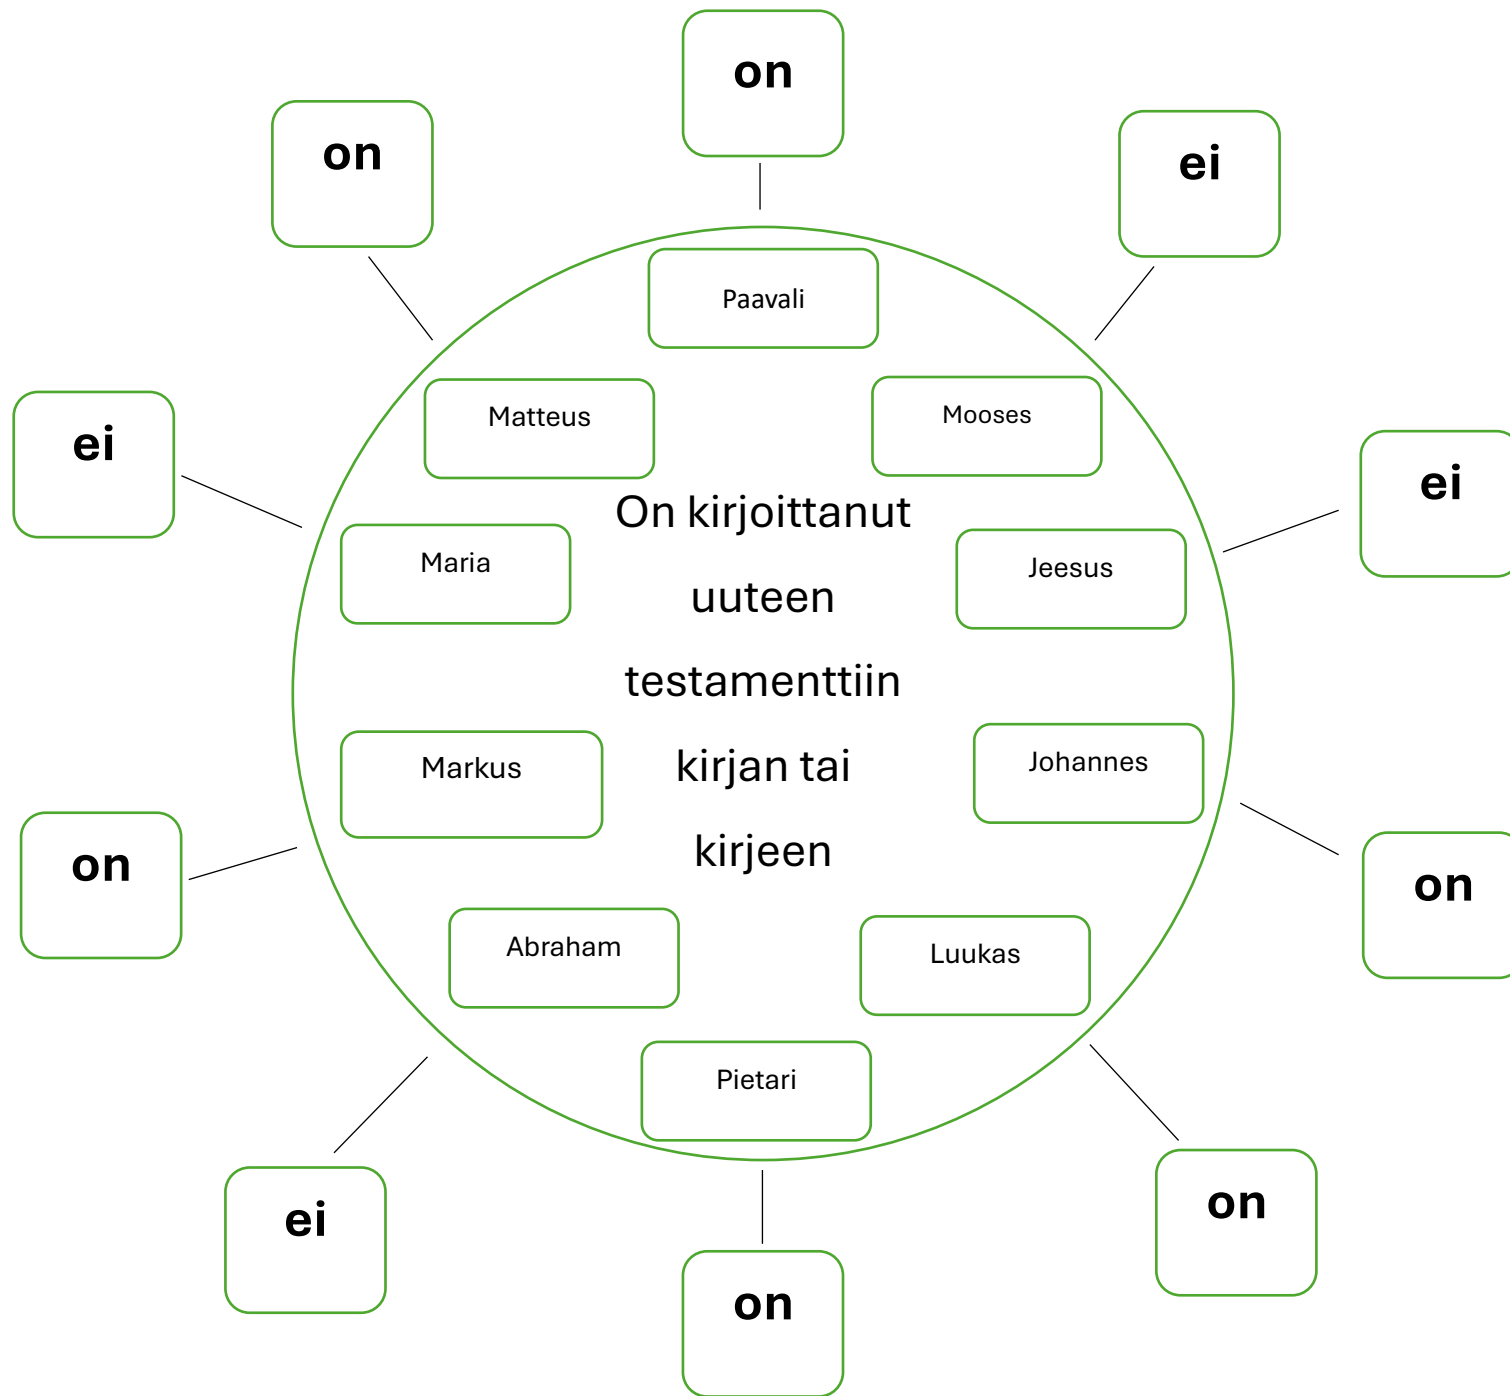 on
on
ei
Paavali
Matteus
Mooses
ei
ei
On kirjoittanut
uuteen
testamenttiin
kirjan tai
kirjeen
Maria
Jeesus
Markus
Johannes
on
on
Abraham
Luukas
Pietari
ei
on
on